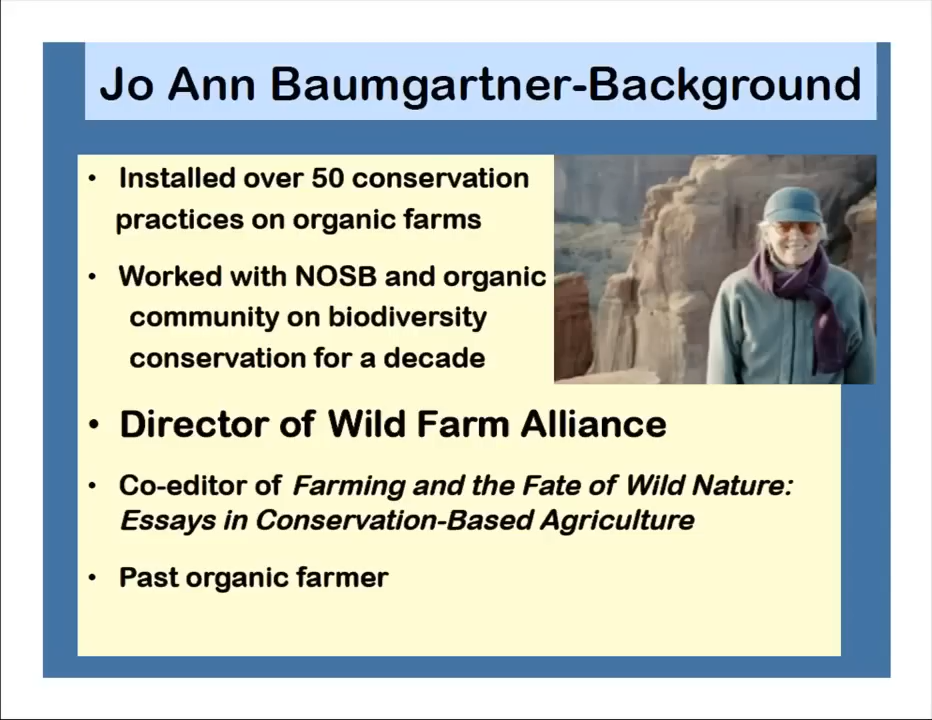 Jo Ann Baumgartner-Background
• Installed over 50 conservation
practices on organic farms
• Worked with NOSB and organic
community on biodiversity
conservation for a decade
• Director of Wild Farm Alliance
• Co-editor of Farming and the Fate of Wild Nature:
Essays in Conservation-Based Agriculture
• Past organic farmer